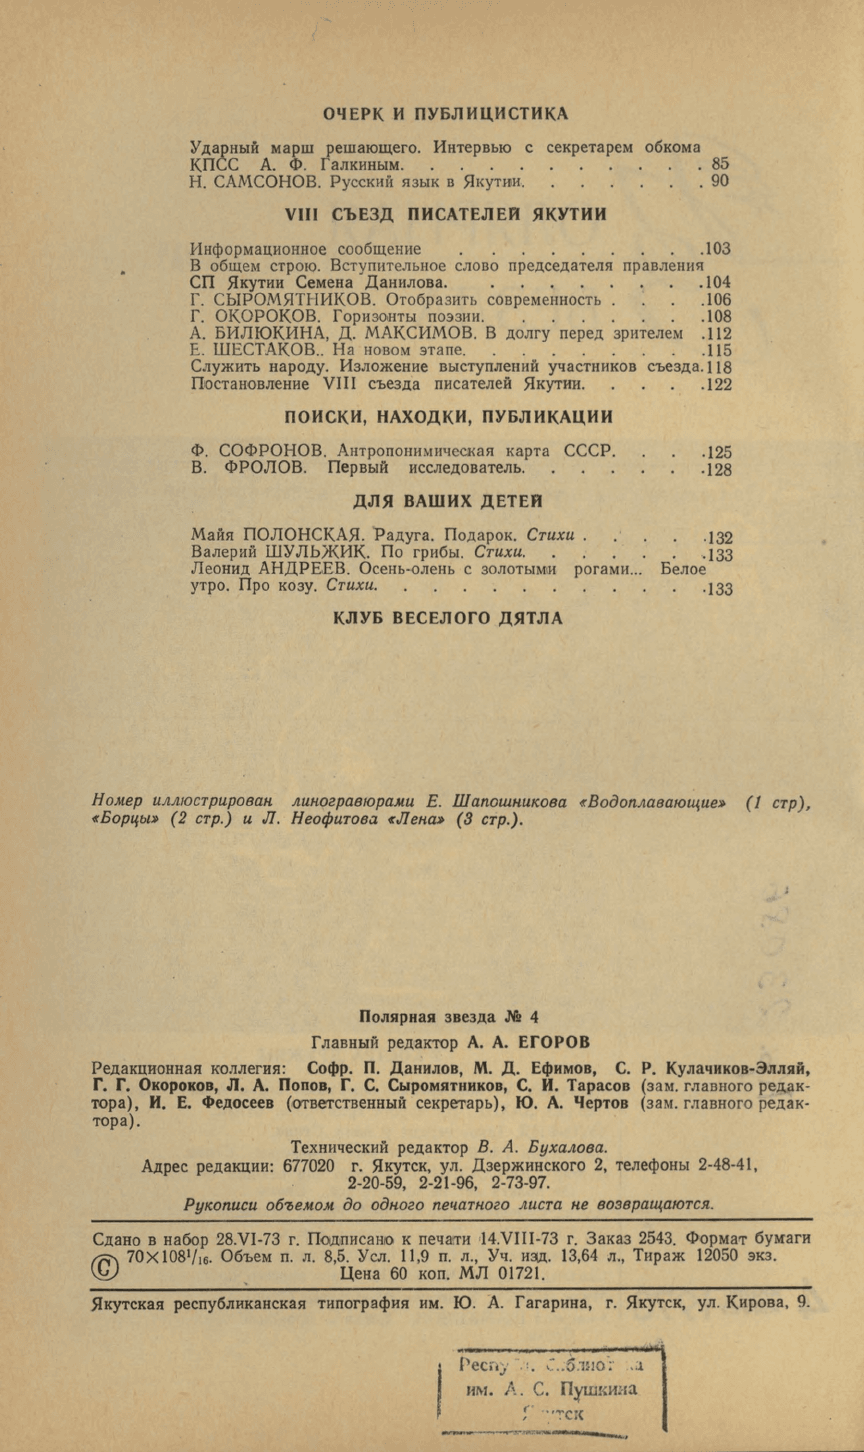 ОЧЕРК И ПУБЛИЦИСТИКА
Ударный марш решающего. Интервью с секретарем обкома
КПСС А. Ф. Галкиным. . . . . . . . . . 85
Н. САМСОНОВ. Русский язык в Якутии. . . . . . . 90
VIII СЪЕЗД ПИСАТЕЛЕЙ ЯКУТИИ
Информационное сообщение . . . . . . . . .103
В общем строю. Вступительное слово председателя правления
СП Якутии Семена Данилова. . . . . . . . .104
Г. СЫРОМЯТНИКОВ. Отобразить современность . . . .106
Г. ОКОРОКОВ. Горизонты поэзии. . . . . . . .108
А. БИЛЮКИНА, Д. МАКСИМОВ. В долгу перед зрителем .112
Е. ШЕСТАКОВ.. На новом этапе. . . . . . . . .115
Служить народу. Изложение выступлений участников съезда.118
Постановление VIII съезда писателей Якутии. . . . .122
ПОИСКИ, НАХОДКИ, ПУБЛИКАЦИИ
Ф. СОФРОНОВ. Антропонимическая карта СССР. . . .125
В. ФРОЛОВ. Первый исследователь. . . . . . .128
ДЛЯ ВАШИХ ДЕТЕЙ
Майя ПОЛОНСКАЯ. Радуга. Подарок. Стихи . . . . .132
Валерий ШУЛЬЖИК. По грибы. Стихи. . . . . . .133
Леонид АНДРЕЕВ. Осень-олень с золотыми рогами... Белое
утро. Про козу. Стихи. . . . . . . . . . . .133
КЛУБ ВЕСЕЛОГО ДЯТЛА
Номер иллюстрирован линогравюрами Е. Шапошникова «Водоплавающие» (1 стр),
«Борцы» (2 стр.) и Л. Неофитова «Лена» (3 стр.).
Полярная звезда № 4
Главный редактор А. А. ЕГОРОВ
Редакционная коллегия: Софр. П. Данилов, М. Д. Ефимов, С. Р. Кулачиков-Элляй,
Г. Г. Окороков, Л. А. Попов, Г. С. Сыромятников, С. И. Тарасов (зам. главного редак-
тора), И. Е. Федосеев (ответственный секретарь), Ю. А. Чертов (зам. главного редак-
тора).
Технический редактор В. А. Бухалова.
Адрес редакции: 677020 г. Якутск, ул. Дзержинского 2, телефоны 2-48-41,
2-20-59, 2-21-96, 2-73-97.
Рукописи объемом до одного печатного листа не возвращаются.
Сдано в набор 28.VI-73 г. Подписано к печати 14.VIII-73 г. Заказ 2543. Формат бумаги
© 70X108¹/₁₆. Объем п. л. 8,5. Усл. 11,9 п. л., Уч. изд. 13,64 л., Тираж 12050 экз.
Цена 60 коп. МЛ 01721.
Якутская республиканская типография им. Ю. А. Гагарина, г. Якутск, ул. Кирова, 9.
им. А. С. Пушкина